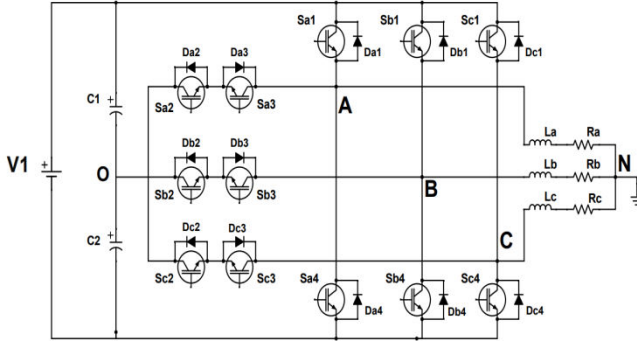 Sa1 Sb1 Sc1
Da1 Db1 Dc1
Da2 Da3
C1 +
Sa2 Sa3
A
La Ra
V1 +
O
Db2 Db3
Lb Rb N
Sb2 Sb3
B
Lc Rc
C2 +
Dc2 Dc3
C
Sc2 Sc3
Sa4 Sb4 Sc4
Da4 Db4 Dc4